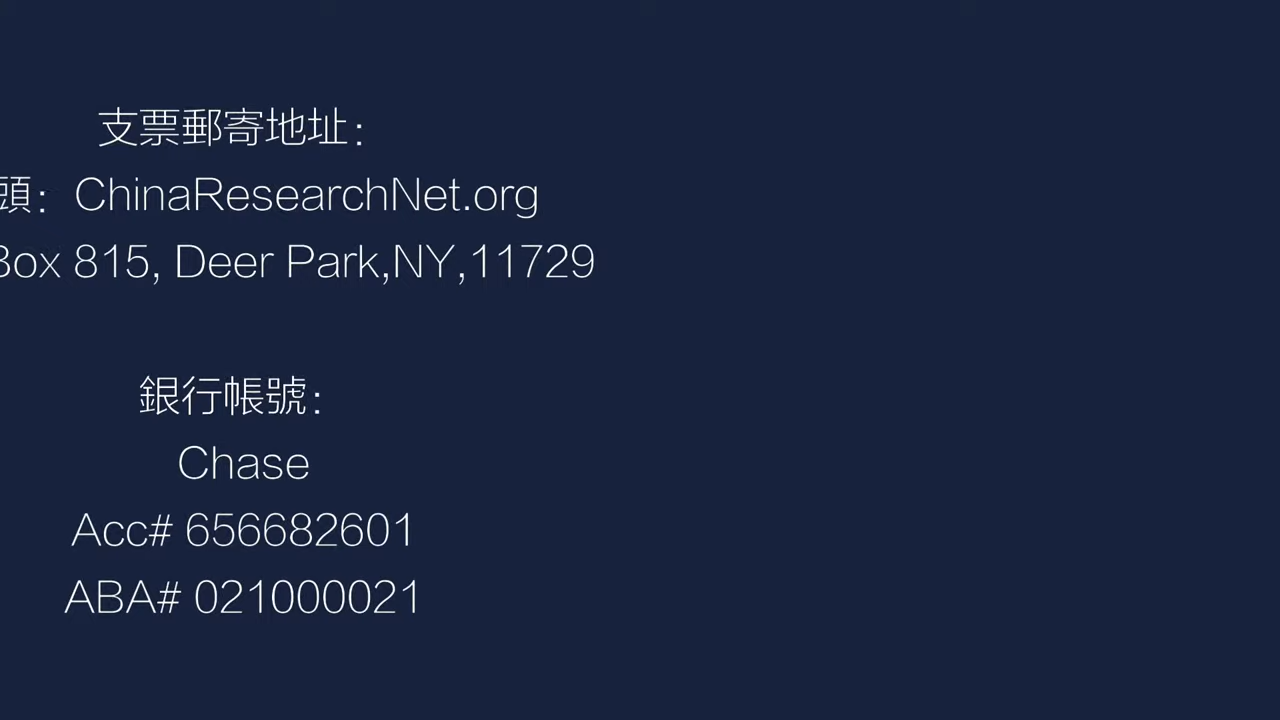 支票郵寄地址:
頭: ChinaResearchNet.org
Box 815, Deer Park,NY,11729
銀行帳號:
Chase
Acc# 656682601
ABA# 021000021